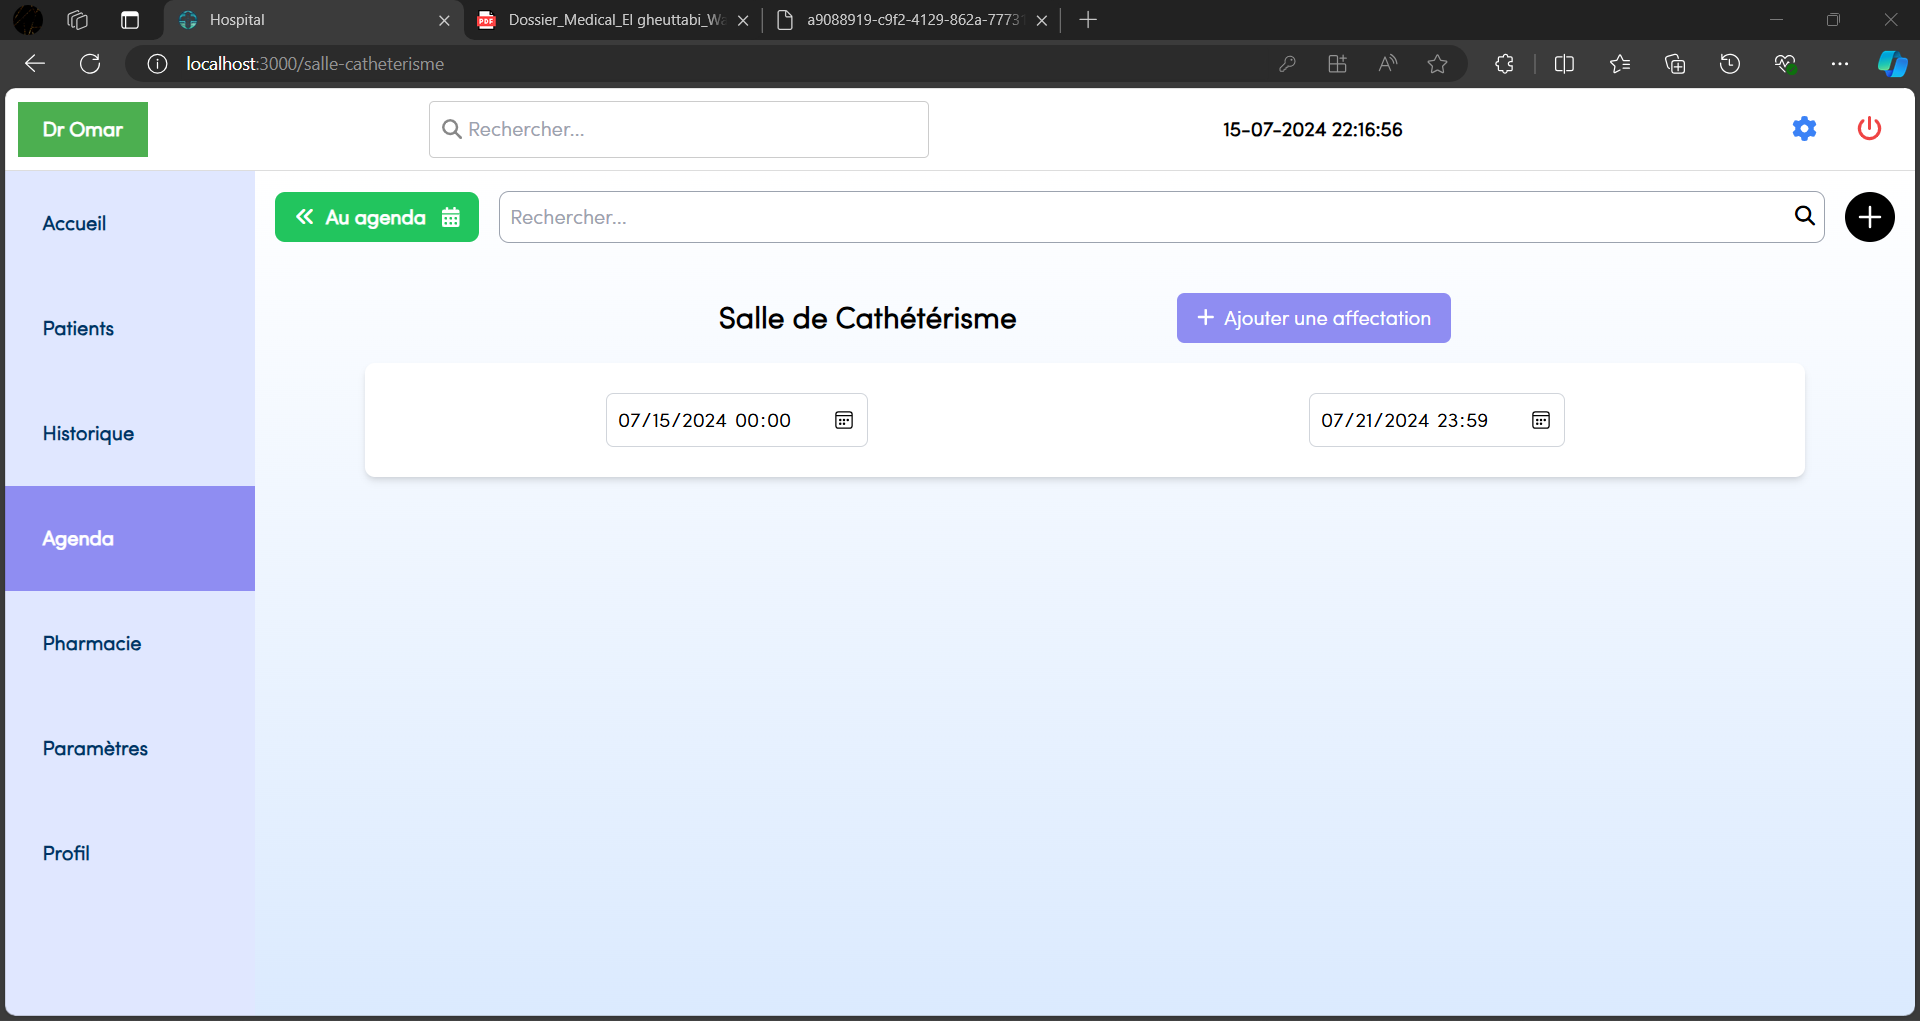 Hospital
Dossier_Medical_El gheuttabi_Wa
a9088919-c9f2-4129-862a-7773
localhost:3000/salle-catheterisme
Dr Omar
Rechercher...
15-07-2024 22:16:56
Accueil
Patients
Historique
Agenda
Pharmacie
Paramètres
Profil
Au agenda
Rechercher...
Salle de Cathétérisme
Ajouter une affectation
07/15/2024 00:00
07/21/2024 23:59